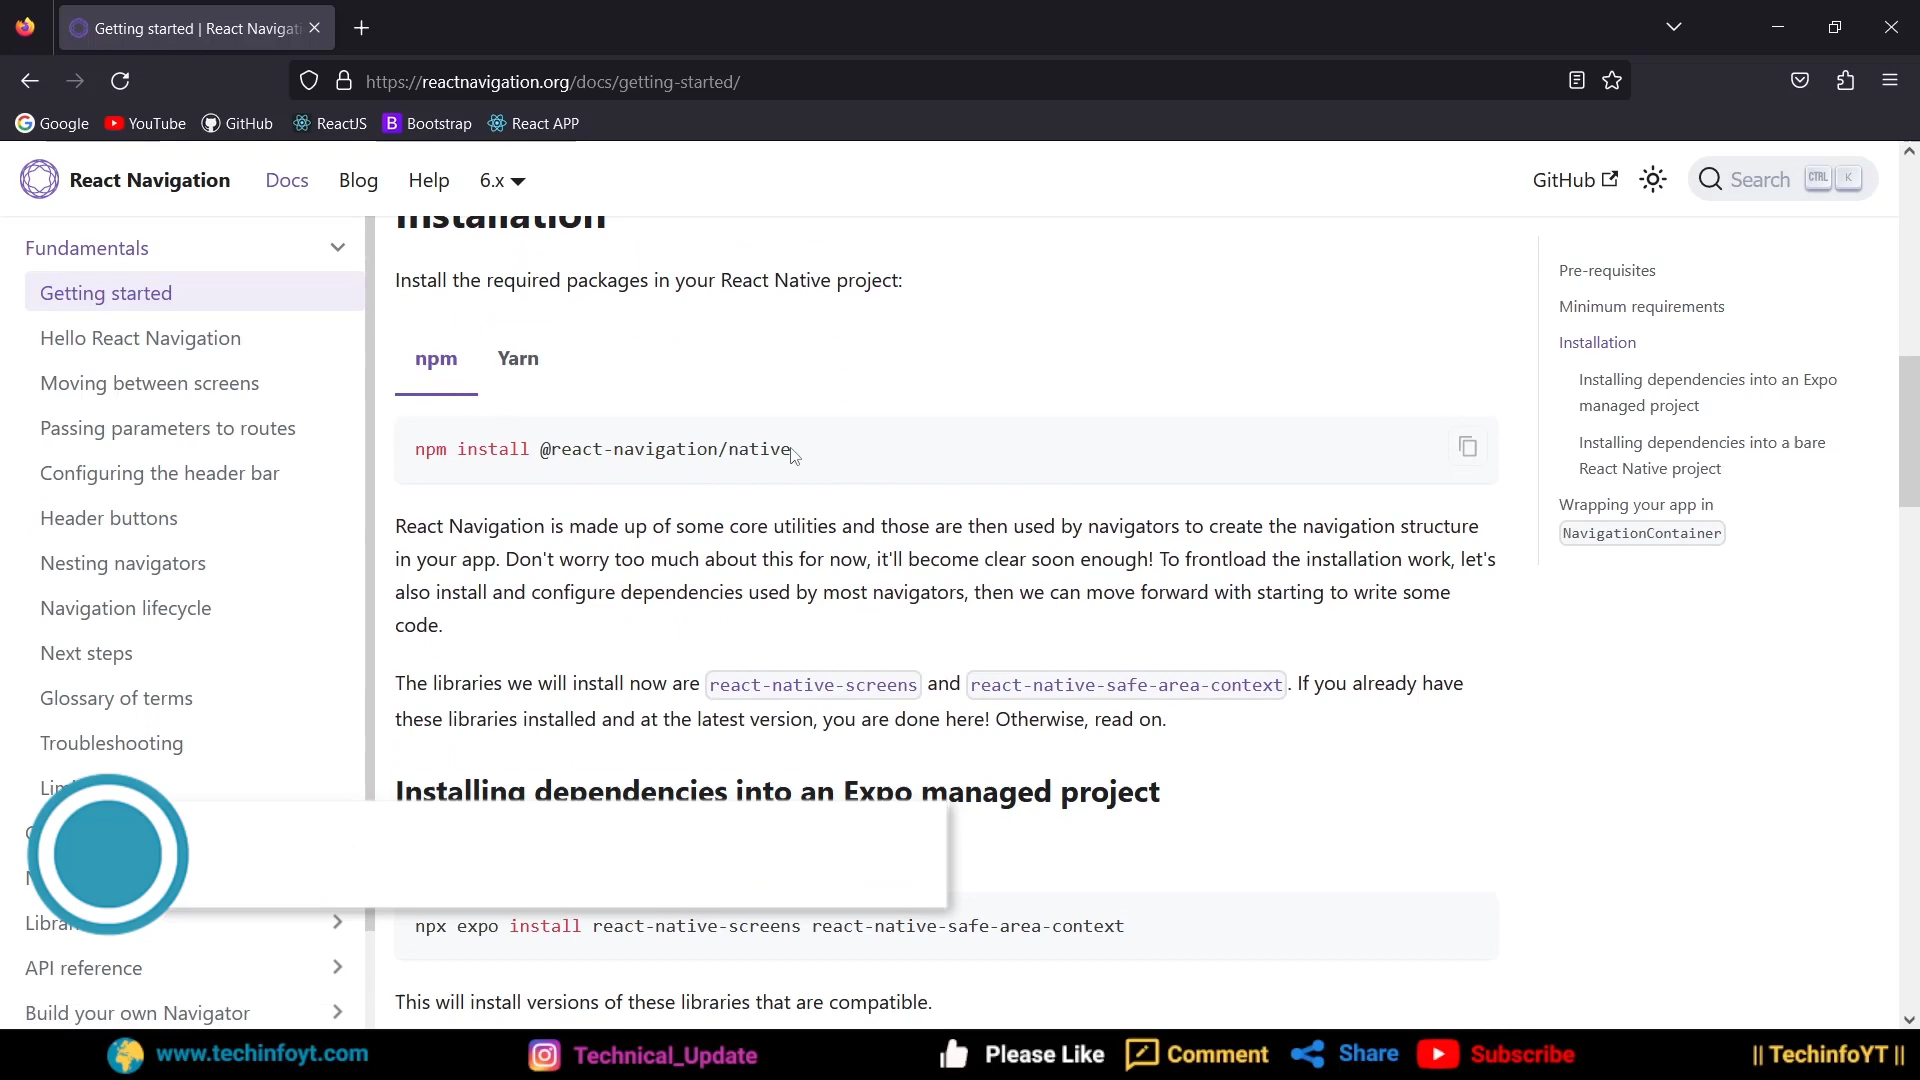 Getting started | React Navigati
https://reactnavigation.org/docs/getting-started/
Google YouTube GitHub ReactJS Bootstrap React APP
React Navigation Docs Blog Help 6.x GitHub Search CTRL K
Fundamentals
Getting started
Hello React Navigation
Moving between screens
Passing parameters to routes
Configuring the header bar
Header buttons
Nesting navigators
Navigation lifecycle
Next steps
Glossary of terms
Troubleshooting
API reference
Build your own Navigator
Installation
Install the required packages in your React Native project:
npm Yarn
npm install @react-navigation/native
React Navigation is made up of some core utilities and those are then used by navigators to create the navigation structure
in your app. Don't worry too much about this for now, it'll become clear soon enough! To frontload the installation work, let's
also install and configure dependencies used by most navigators, then we can move forward with starting to write some
code.
The libraries we will install now are react-native-screens and react-native-safe-area-context. If you already have
these libraries installed and at the latest version, you are done here! Otherwise, read on.
Installing dependencies into an Expo managed project
npx expo install react-native-screens react-native-safe-area-context
This will install versions of these libraries that are compatible.
Pre-requisites
Minimum requirements
Installation
Installing dependencies into an Expo
managed project
Installing dependencies into a bare
React Native project
Wrapping your app in
NavigationContainer
www.techinfoyt.com Technical_Update Please Like Comment Share Subscribe || TechinfoYT ||